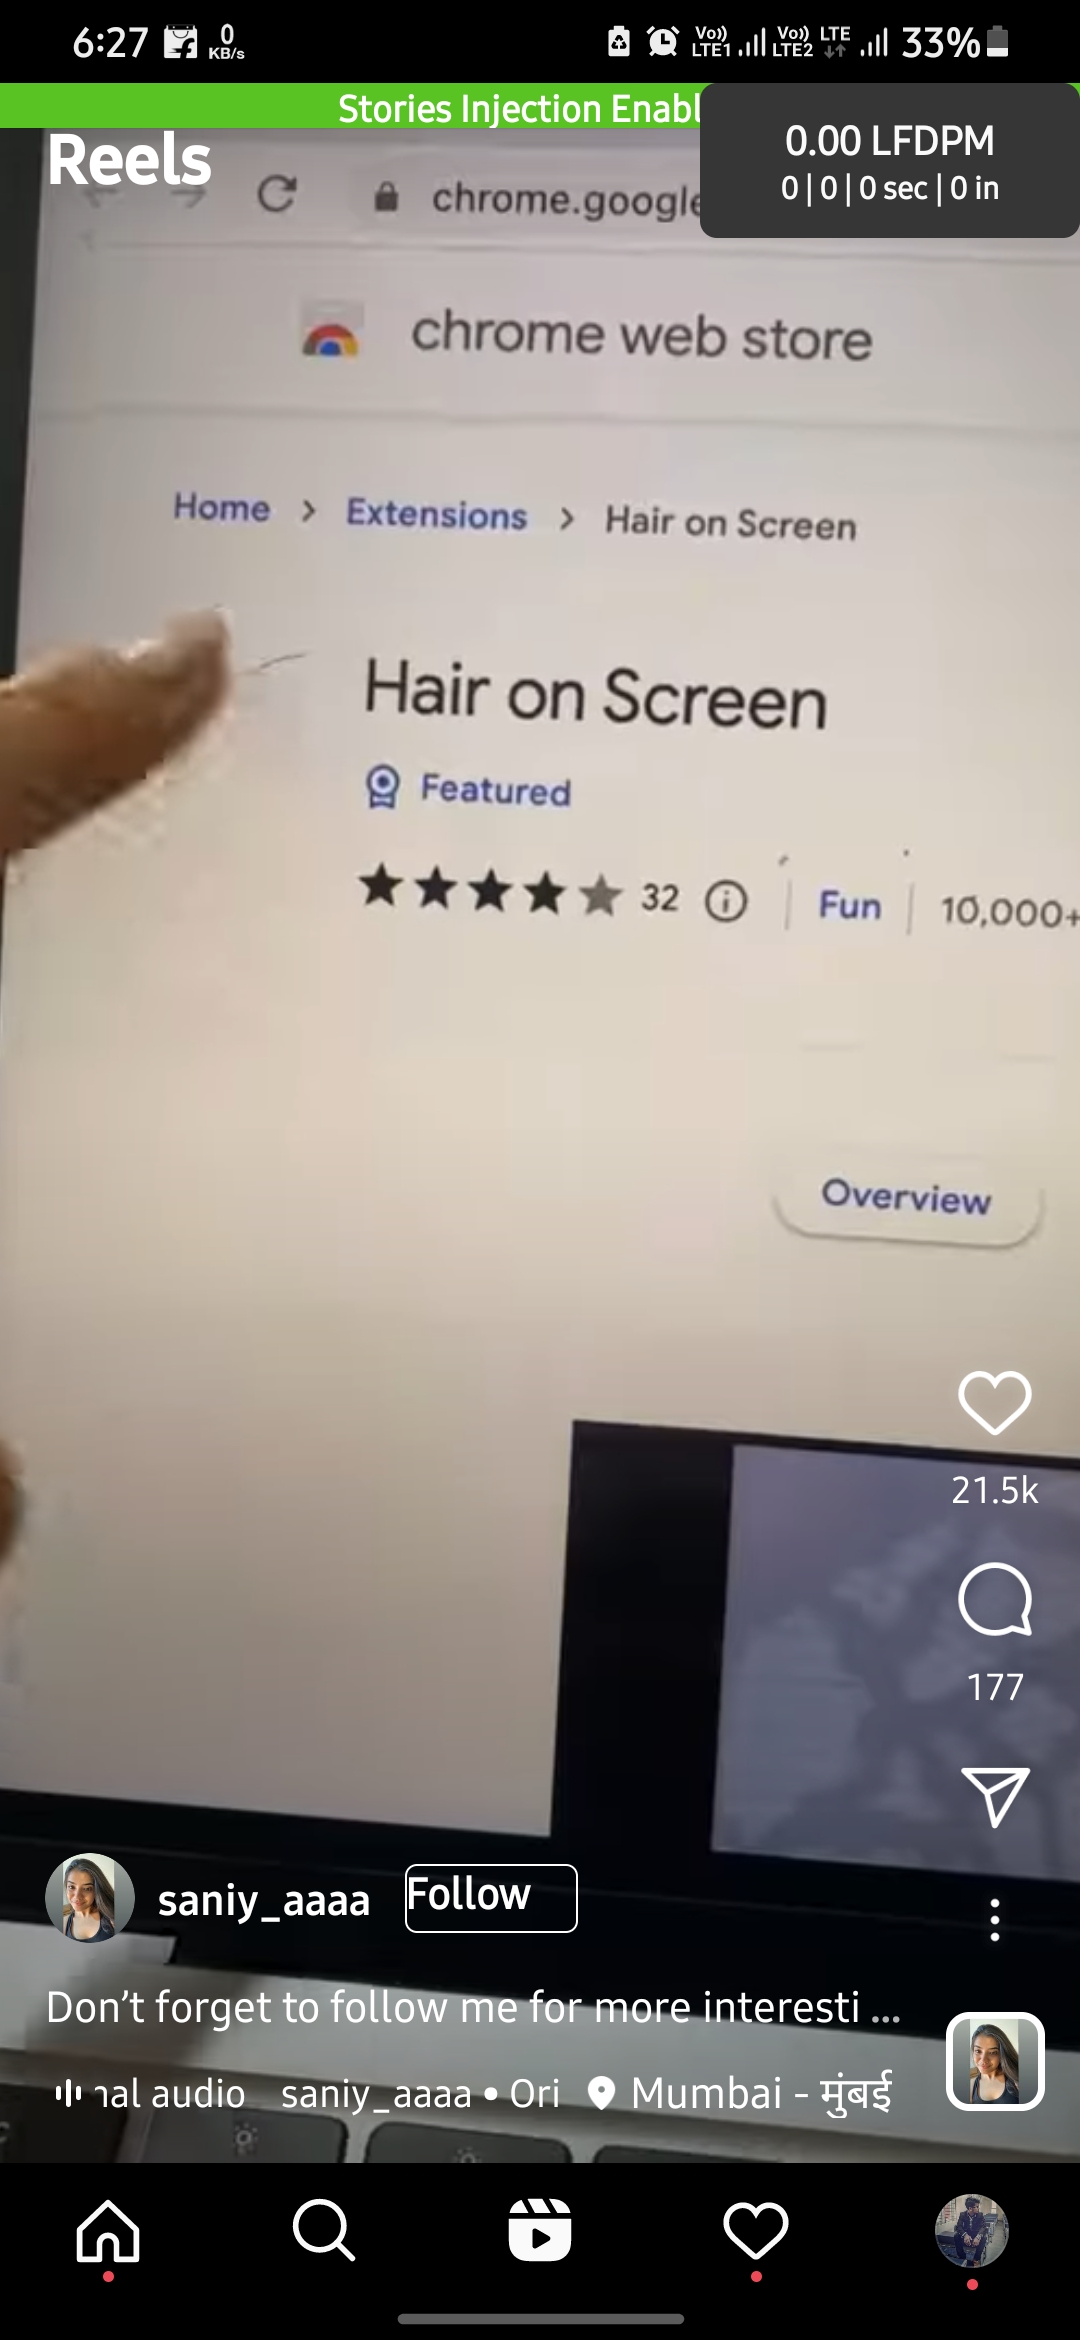 6:27
0
KB/s
Vo))
LTE1
Vo))
LTE2
LTE
33%
Stories Injection Enabl
0.00 LFDPM
0 | 0 | 0 sec | 0 in
Reels
chrome.google
chrome web store
Home > Extensions > Hair on Screen
Hair on Screen
Featured
32
Fun
10,000+
Overview
21.5k
177
saniy_aaaa
Follow
Don't forget to follow me for more interesti ...
nal audio saniy_aaaa • Ori
Mumbai - मुंबई